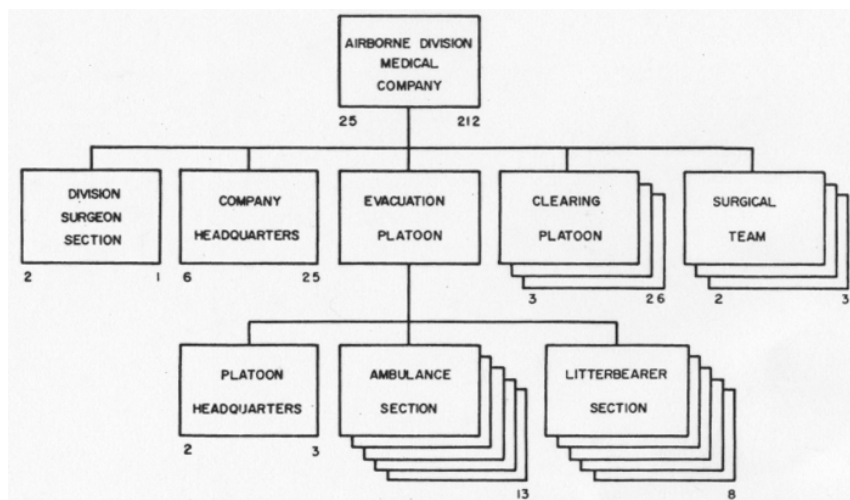 AIRBORNE DIVISION
MEDICAL
COMPANY
25 212
DIVISION
SURGEON
SECTION
2 1
COMPANY
HEADQUARTERS
6 25
EVACUATION
PLATOON
CLEARING
PLATOON
3 26
SURGICAL
TEAM
2 3
PLATOON
HEADQUARTERS
2 3
AMBULANCE
SECTION
13
LITTERBEARER
SECTION
8